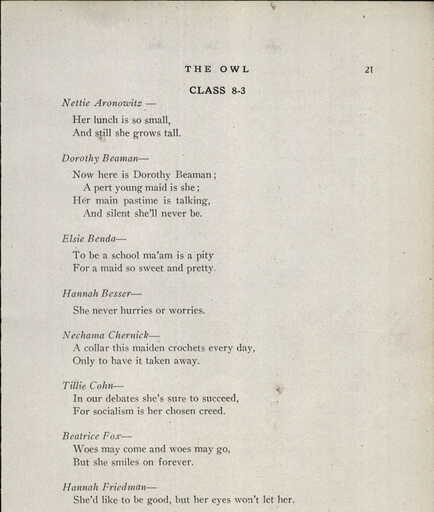 THE OWL 21
CLASS 8-3
Nettie Aronowitz —
Her lunch is so small,
And still she grows tall.
Dorothy Beaman—
Now here is Dorothy Beaman;
A pert young maid is she;
Her main pastime is talking,
And silent she'll never be.
Elsie Benda—
To be a school ma'am is a pity
For a maid so sweet and pretty.
Hannah Besser—
She never hurries or worries.
Nechama Chernick—
A collar this maiden crochets every day,
Only to have it taken away.
Tillie Cohn—
In our debates she's sure to succeed,
For socialism is her chosen creed.
Beatrice Fox—
Woes may come and woes may go,
But she smiles on forever.
Hannah Friedman—
She'd like to be good, but her eyes won't let her.